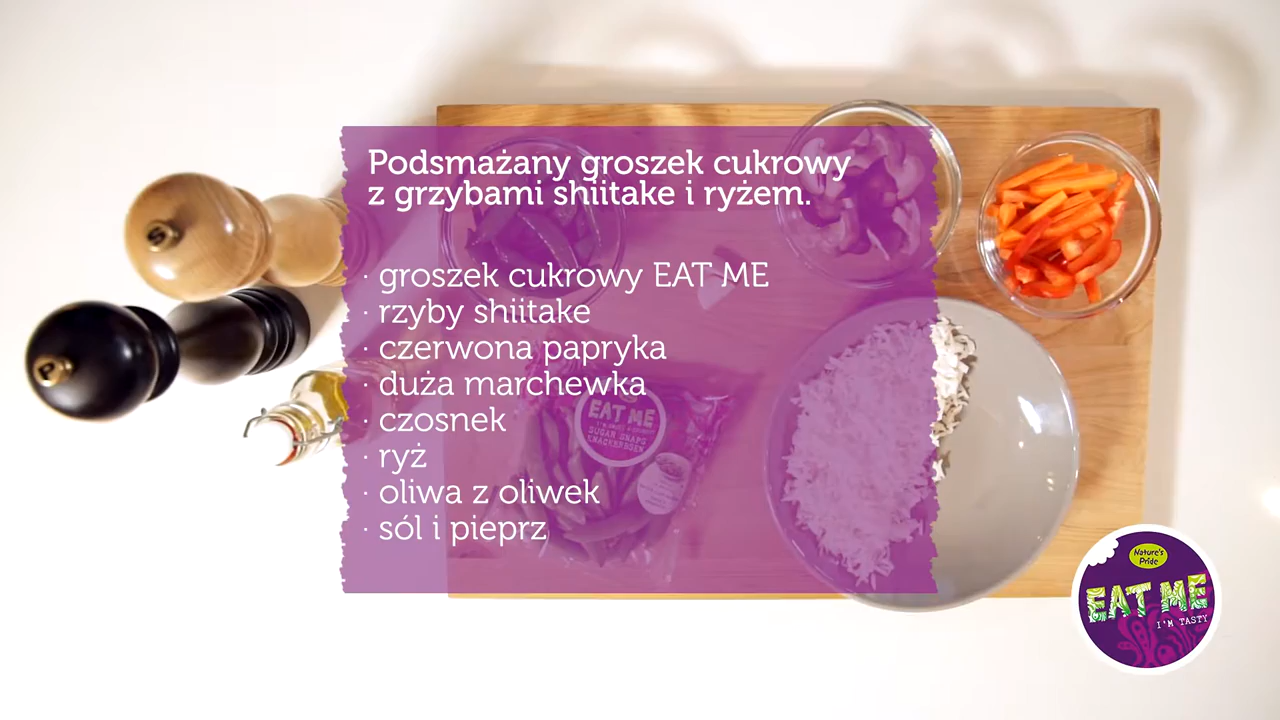 Podsmażany groszek cukrowy
z grzybami shiitake i ryżem.
· groszek cukrowy EAT ME
· rzyby shiitake
· czerwona papryka
· duża marchewka
· czosnek
· ryż
· oliwa z oliwek
· sól i pieprz
S
P
EAT ME
SUGAR SNAPS
Nature's
Pride
EAT ME
I'M TASTY